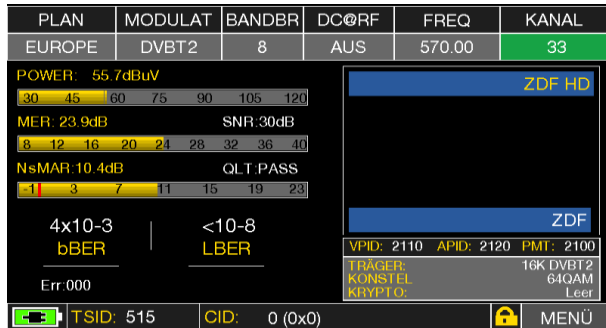 PLAN MODULAT BANDBR DC@RF FREQ KANAL
EUROPE DVBT2 8 AUS 570.00 33
POWER: 55.7dBuV
30 45 60 75 90 105 120
MER: 23.9dB SNR:30dB
8 12 16 20 24 28 32 36 40
NsMAR:10.4dB QLT:PASS
-1 3 7 11 15 19 23
4x10-3 <10-8
bBER LBER
Err:000
ZDF HD
ZDF
VPID: 2110 APID: 2120 PMT: 2100
TRÄGER: 16K DVBT2
KONSTEL 64QAM
KRYPTO: Leer
TSID: 515 CID: 0 (0x0) MENÜ